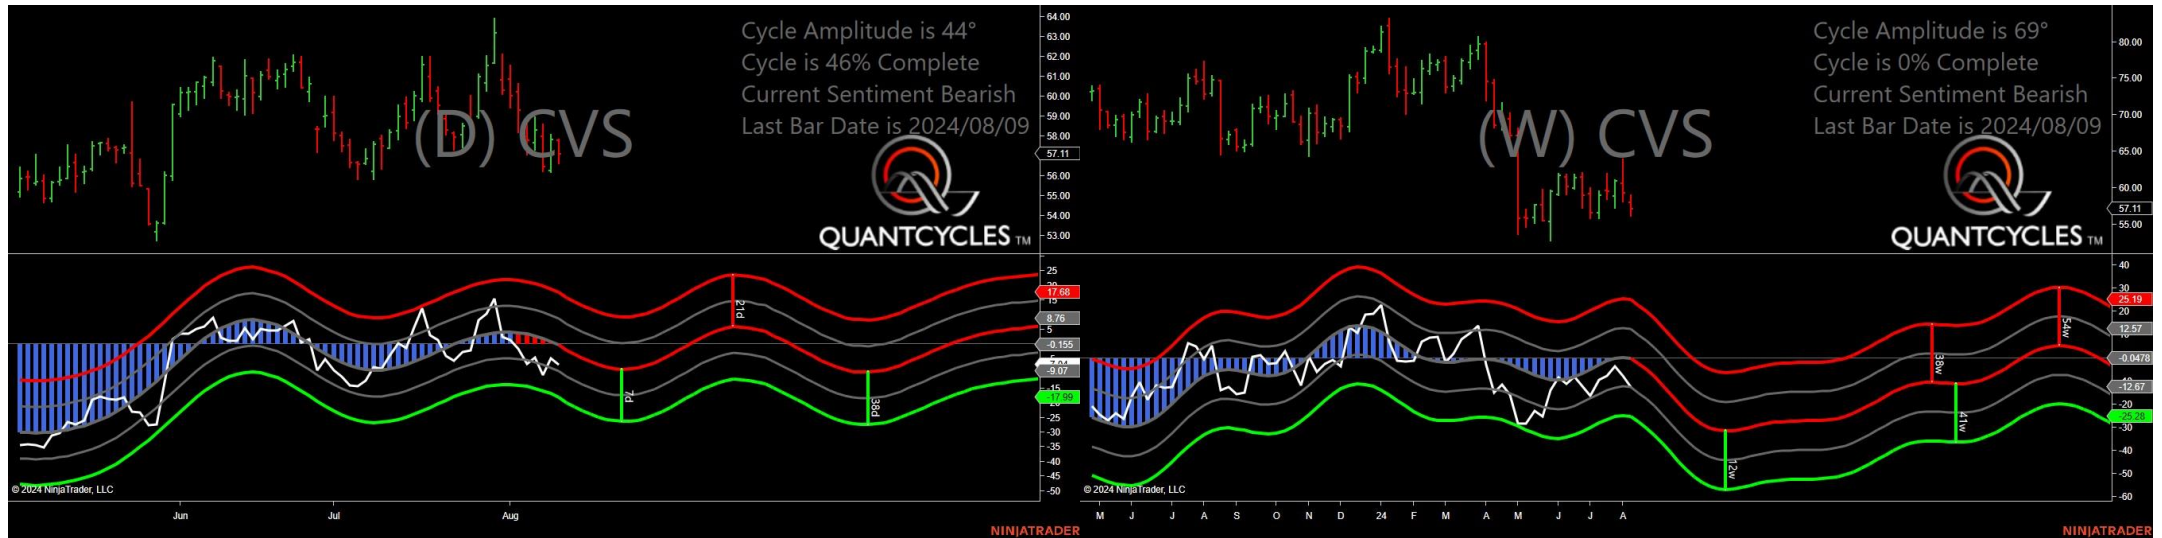 Cycle Amplitude is 44°
Cycle is 46% Complete
Current Sentiment Bearish
Last Bar Date is 2024/08/09
(D) CVS
QUANTCYCLES TM
64.00
63.00
62.00
61.00
60.00
59.00
58.00
57.11
56.00
55.00
54.00
53.00
25
17.68
15
8.76
5
-0.155
-9.07
-15
-17.99
-25
-30
-35
-40
-45
-50
21d
7d
38d
© 2024 NinjaTrader, LLC
Jun
Jul
Aug
NINJATRADER
Cycle Amplitude is 69°
Cycle is 0% Complete
Current Sentiment Bearish
Last Bar Date is 2024/08/09
(W) CVS
QUANTCYCLES TM
80.00
75.00
70.00
65.00
60.00
57.11
55.00
40
30
25.19
20
12.57
10
-0.0478
-12.67
-25.28
-30
-40
-50
-60
12w
38w
41w
54w
© 2024 NinjaTrader, LLC
M J J A S O N D 24 F M A M J J A
NINJATRADER